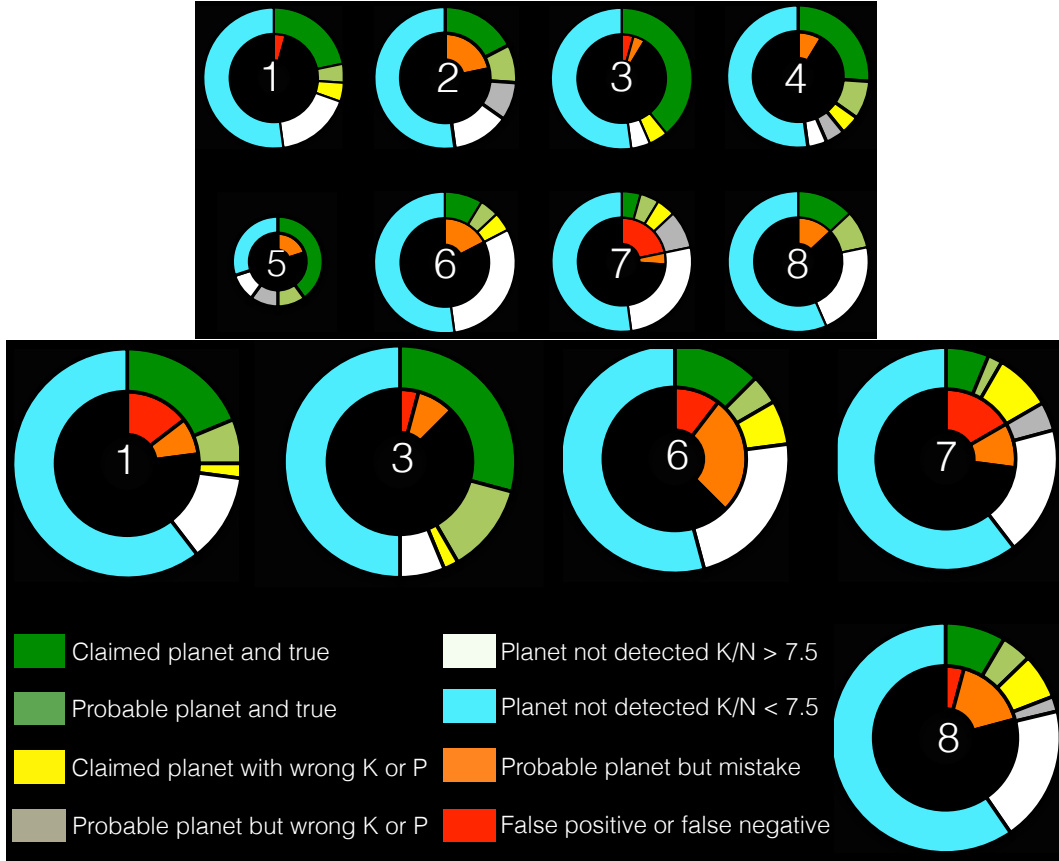 1
2
3
4
5
6
7
8
1
3
6
7
Claimed planet and true
Planet not detected K/N > 7.5
Probable planet and true
Planet not detected K/N < 7.5
8
Claimed planet with wrong K or P
Probable planet but mistake
Probable planet but wrong K or P
False positive or false negative